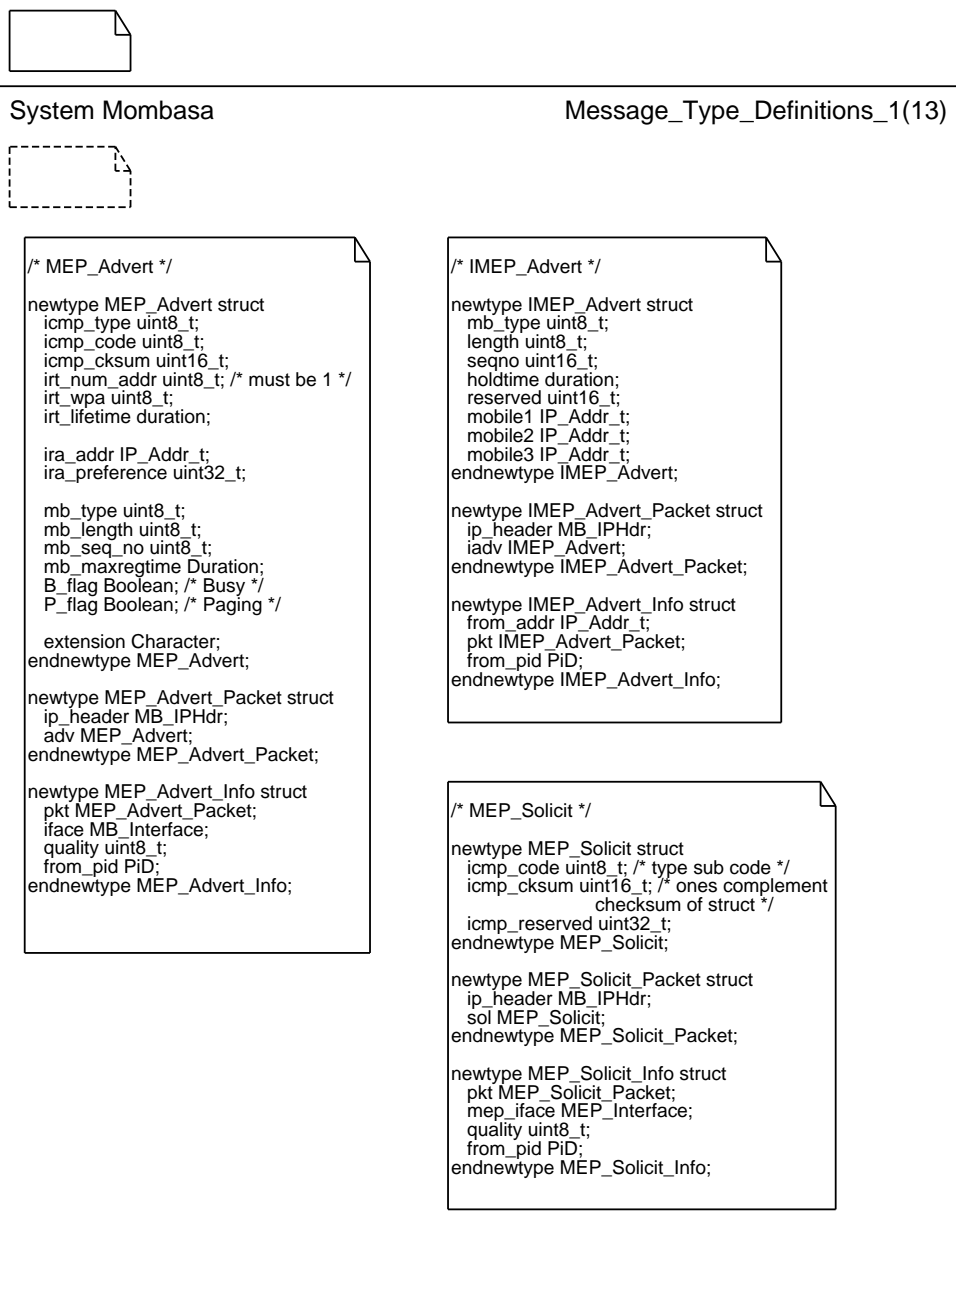 System Mombasa
Message_Type_Definitions_1(13)
/* MEP_Advert */
newtype MEP_Advert struct
icmp_type uint8_t;
icmp_code uint8_t;
icmp_cksum uint16_t;
irt_num_addr uint8_t; /* must be 1 */
irt_wpa uint8_t;
irt_lifetime duration;
ira_addr IP_Addr_t;
ira_preference uint32_t;
mb_type uint8_t;
mb_length uint8_t;
mb_seq_no uint8_t;
mb_maxregtime Duration;
B_flag Boolean; /* Busy */
P_flag Boolean; /* Paging */
extension Character;
endnewtype MEP_Advert;
newtype MEP_Advert_Packet struct
ip_header MB_IPHdr;
adv MEP_Advert;
endnewtype MEP_Advert_Packet;
newtype MEP_Advert_Info struct
pkt MEP_Advert_Packet;
iface MB_Interface;
quality uint8_t;
from_pid PiD;
endnewtype MEP_Advert_Info;
/* IMEP_Advert */
newtype IMEP_Advert struct
mb_type uint8_t;
length uint8_t;
seqno uint16_t;
holdtime duration;
reserved uint16_t;
mobile1 IP_Addr_t;
mobile2 IP_Addr_t;
mobile3 IP_Addr_t;
endnewtype IMEP_Advert;
newtype IMEP_Advert_Packet struct
ip_header MB_IPHdr;
iadv IMEP_Advert;
endnewtype IMEP_Advert_Packet;
newtype IMEP_Advert_Info struct
from_addr IP_Addr_t;
pkt IMEP_Advert_Packet;
from_pid PiD;
endnewtype IMEP_Advert_Info;
/* MEP_Solicit */
newtype MEP_Solicit struct
icmp_code uint8_t; /* type sub code */
icmp_cksum uint16_t; /* ones complement
checksum of struct */
icmp_reserved uint32_t;
endnewtype MEP_Solicit;
newtype MEP_Solicit_Packet struct
ip_header MB_IPHdr;
sol MEP_Solicit;
endnewtype MEP_Solicit_Packet;
newtype MEP_Solicit_Info struct
pkt MEP_Solicit_Packet;
mep_iface MEP_Interface;
quality uint8_t;
from_pid PiD;
endnewtype MEP_Solicit_Info;